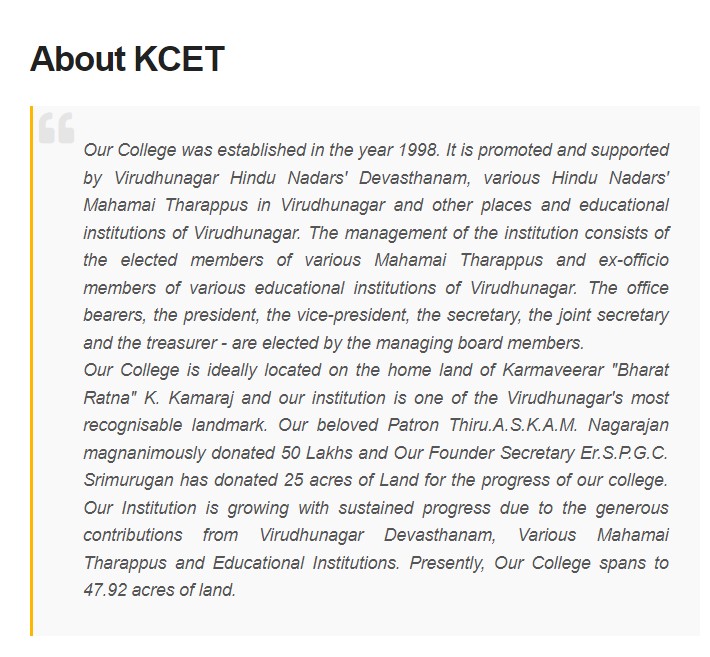 About KCET
Our College was established in the year 1998. It is promoted and supported
by Virudhunagar Hindu Nadars' Devasthanam, various Hindu Nadars'
Mahamai Tharappus in Virudhunagar and other places and educational
institutions of Virudhunagar. The management of the institution consists of
the elected members of various Mahamai Tharappus and ex-officio
members of various educational institutions of Virudhunagar. The office
bearers, the president, the vice-president, the secretary, the joint secretary
and the treasurer - are elected by the managing board members.
Our College is ideally located on the home land of Karmaveerar "Bharat
Ratna" K. Kamaraj and our institution is one of the Virudhunagar's most
recognisable landmark. Our beloved Patron Thiru.A.S.K.A.M. Nagarajan
magnanimously donated 50 Lakhs and Our Founder Secretary Er.S.P.G.C.
Srimurugan has donated 25 acres of Land for the progress of our college.
Our Institution is growing with sustained progress due to the generous
contributions from Virudhunagar Devasthanam, Various Mahamai
Tharappus and Educational Institutions. Presently, Our College spans to
47.92 acres of land.